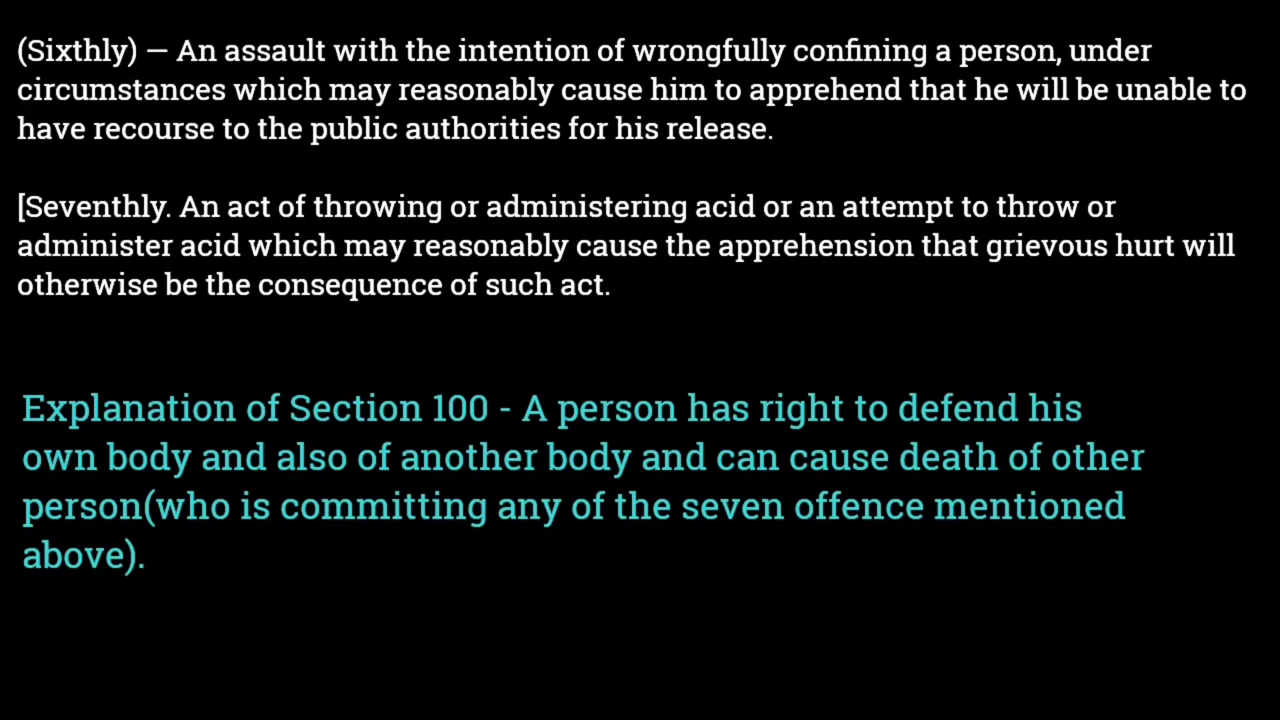 (Sixthly) — An assault with the intention of wrongfully confining a person, under
circumstances which may reasonably cause him to apprehend that he will be unable to
have recourse to the public authorities for his release.
[Seventhly. An act of throwing or administering acid or an attempt to throw or
administer acid which may reasonably cause the apprehension that grievous hurt will
otherwise be the consequence of such act.
Explanation of Section 100 - A person has right to defend his
own body and also of another body and can cause death of other
person(who is committing any of the seven offence mentioned
above).